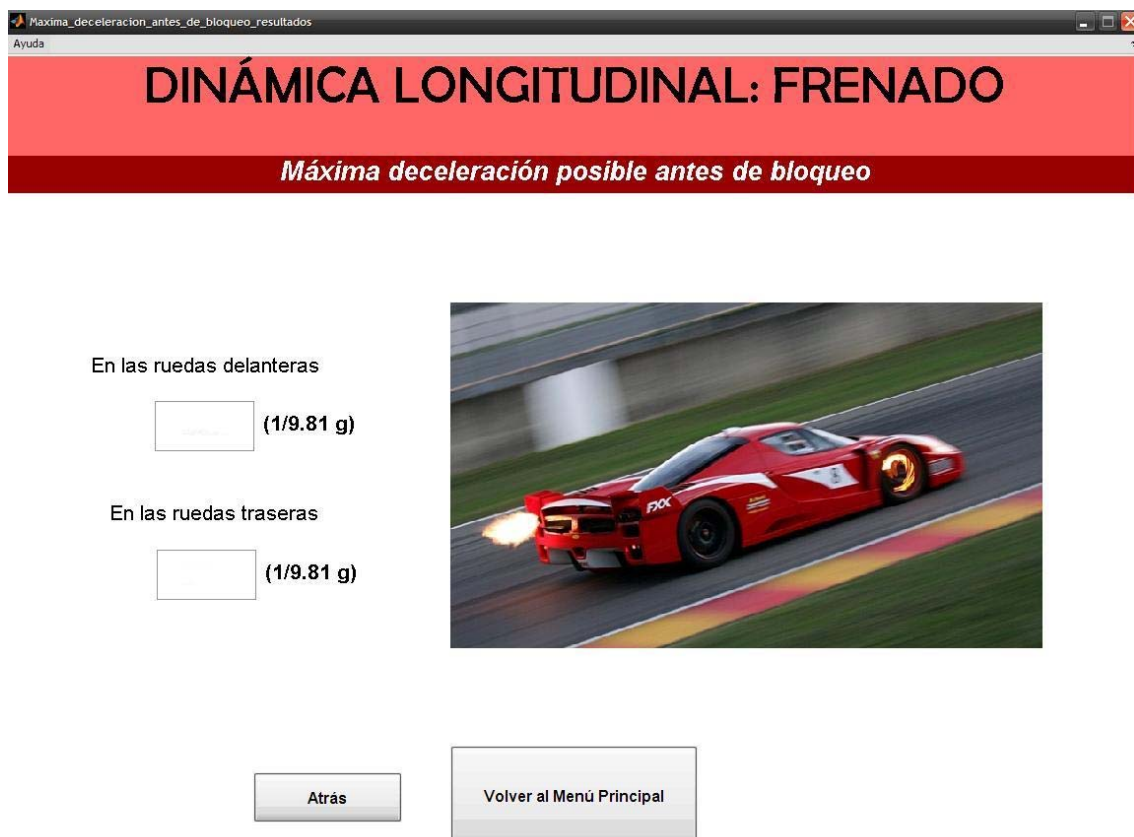 Maxima_deceleracion_antes_de_bloqueo_resultados
Ayuda
DINÁMICA LONGITUDINAL: FRENADO
Máxima deceleración posible antes de bloqueo
En las ruedas delanteras
(1/9.81 g)
En las ruedas traseras
(1/9.81 g)
FXX
Atrás
Volver al Menú Principal